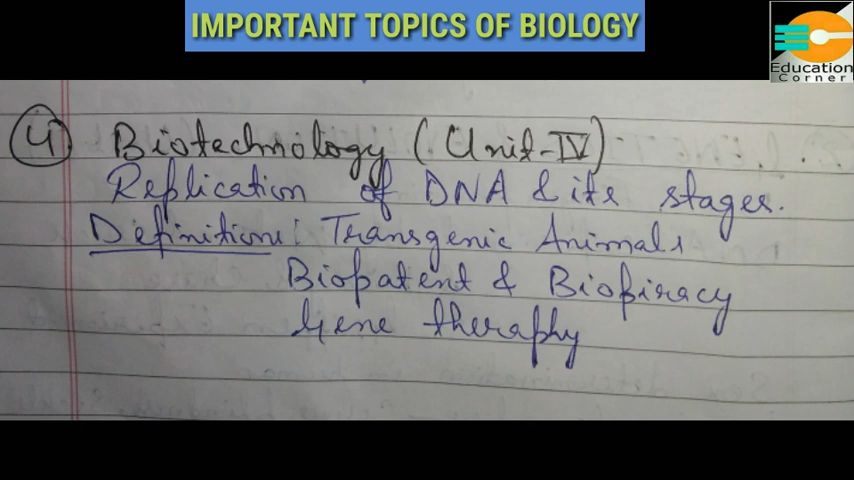 IMPORTANT TOPICS OF BIOLOGY
Education
Corner
4 Biotechnology (Unit-IV)
Replication of DNA & its stages.
Definitions: Transgenic Animals
Biopatent & Biopiracy
Gene theraphy